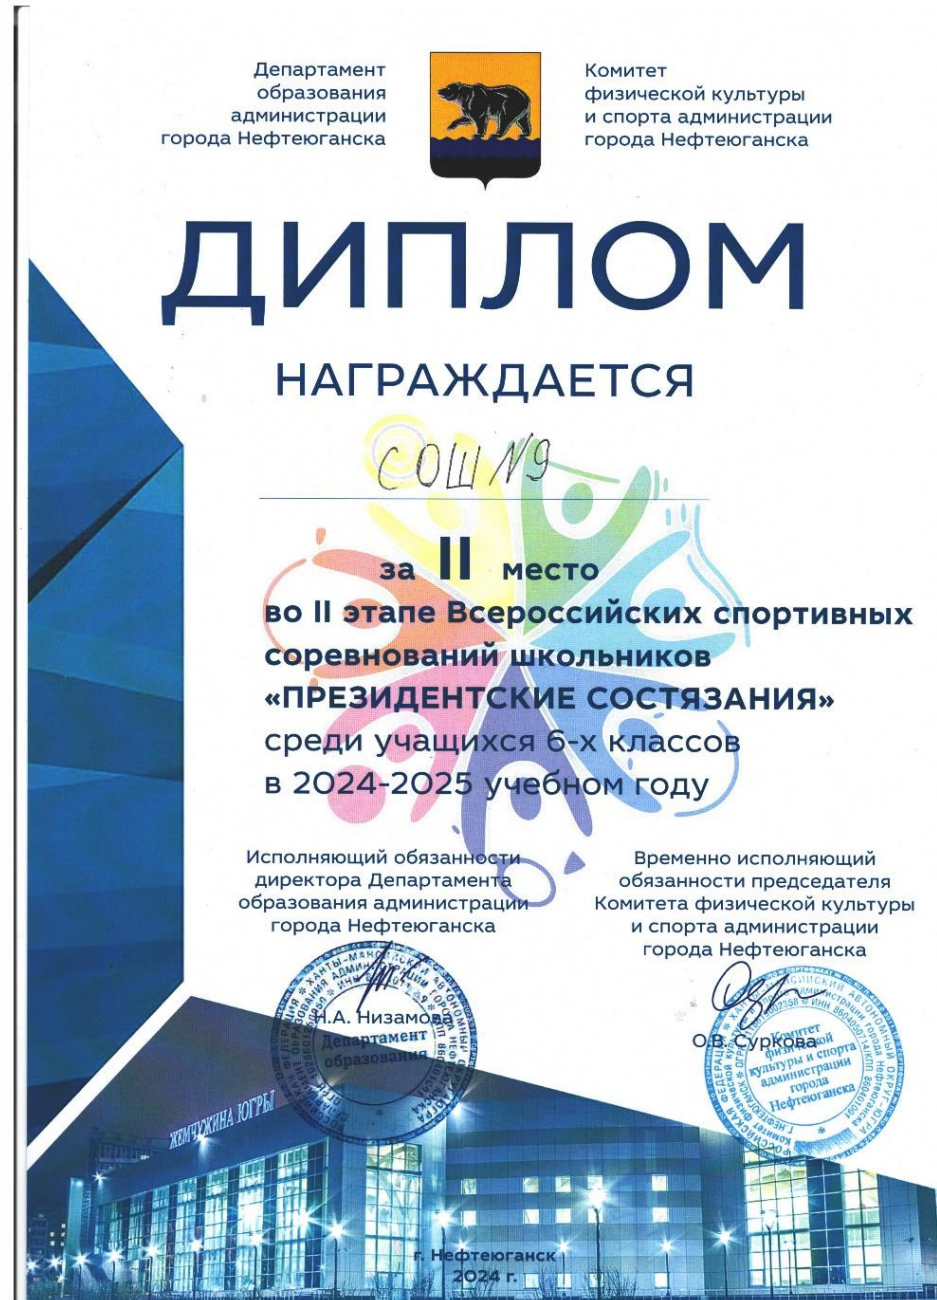 Департамент
образования
администрации
города Нефтеюганска
Комитет
физической культуры
и спорта администрации
города Нефтеюганска
ДИПЛОМ
НАГРАЖДАЕТСЯ
СОШ №9
за II место
во II этапе Всероссийских спортивных
соревнований школьников
«ПРЕЗИДЕНТСКИЕ СОСТЯЗАНИЯ»
среди учащихся 6-х классов
в 2024-2025 учебном году
Исполняющий обязанности
директора Департамента
образования администрации
города Нефтеюганска
Временно исполняющий
обязанности председателя
Комитета физической культуры
и спорта администрации
города Нефтеюганска
Н.А. Низамова
Департамент
образования
О.В. Суркова
Комитет
физической
культуры и спорта
администрации
города
Нефтеюганска
ЖЕМЧУЖИНА ЮГРЫ
г. Нефтеюганск
2024 г.